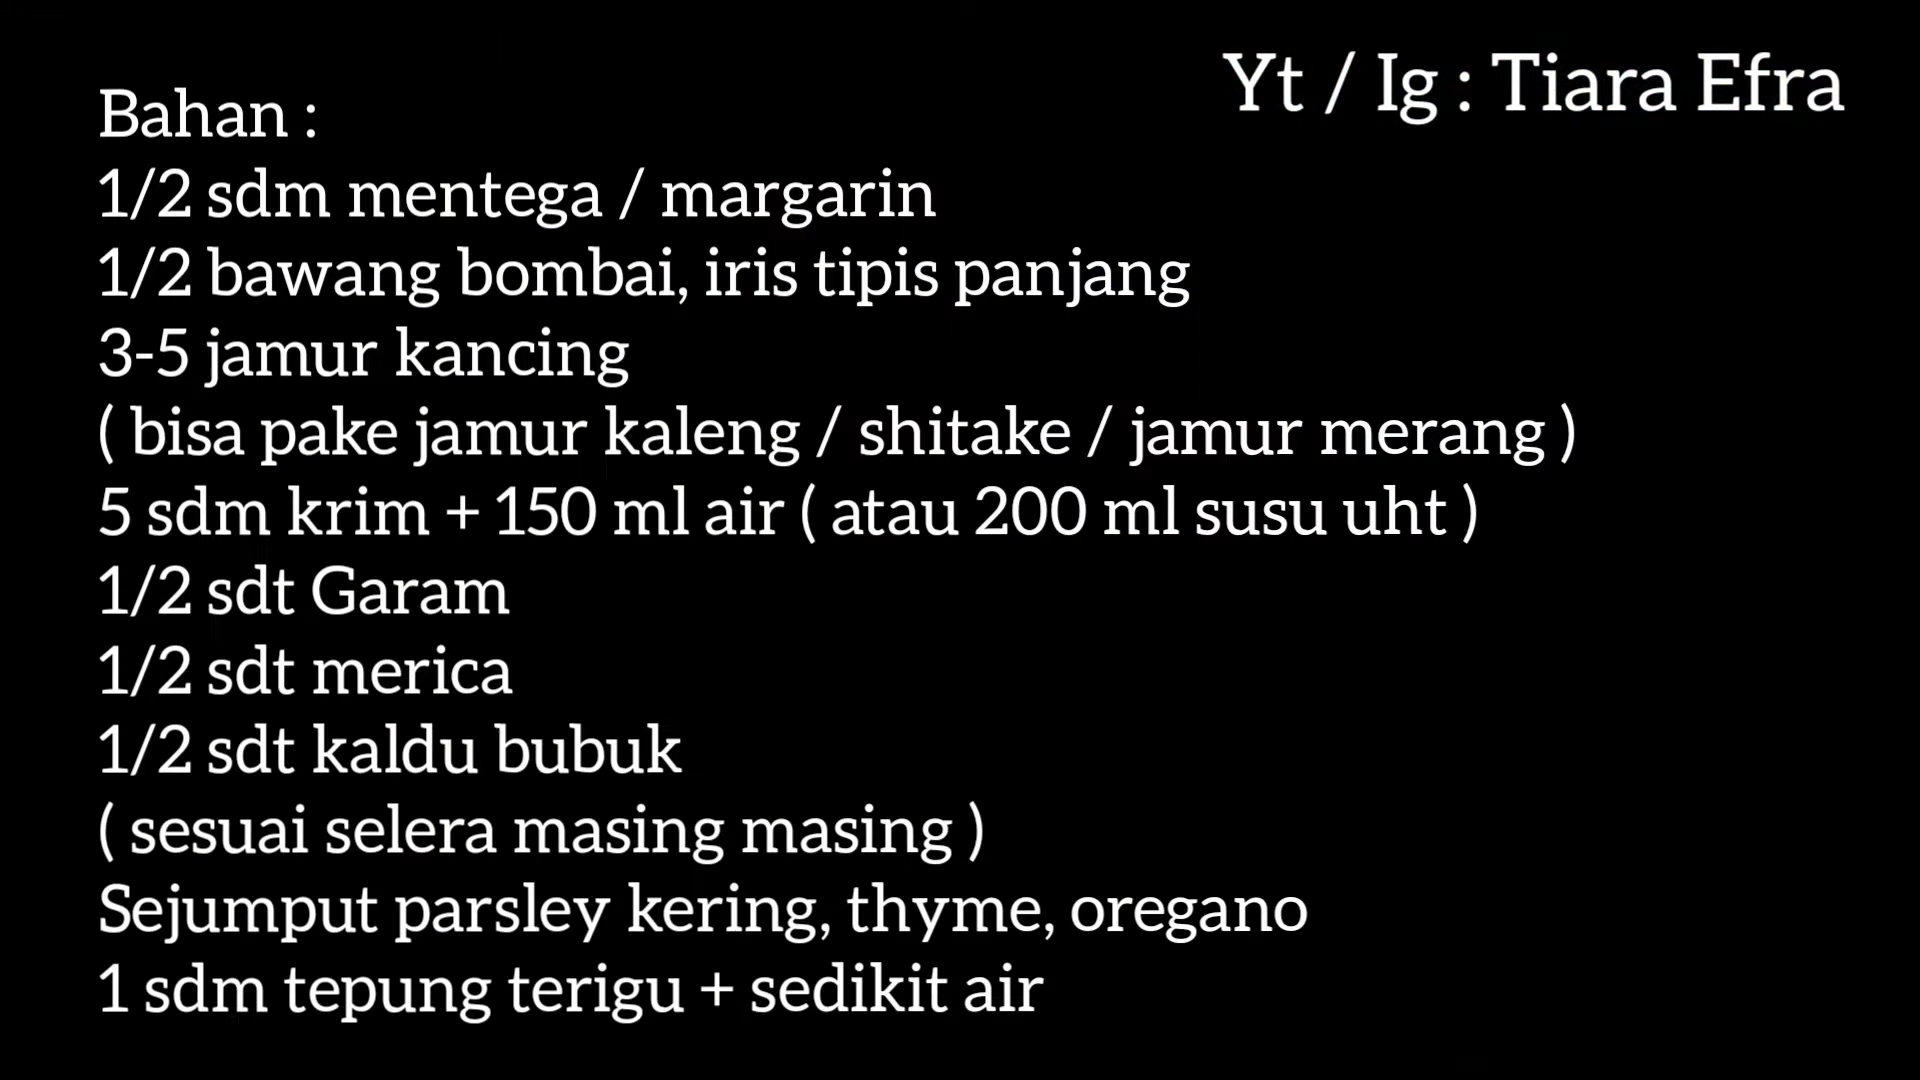 Yt / Ig : Tiara Efra
Bahan :
1/2 sdm mentega / margarin
1/2 bawang bombai, iris tipis panjang
3-5 jamur kancing
( bisa pake jamur kaleng / shitake / jamur merang )
5 sdm krim + 150 ml air ( atau 200 ml susu uht )
1/2 sdt Garam
1/2 sdt merica
1/2 sdt kaldu bubuk
( sesuai selera masing masing )
Sejumput parsley kering, thyme, oregano
1 sdm tepung terigu + sedikit air